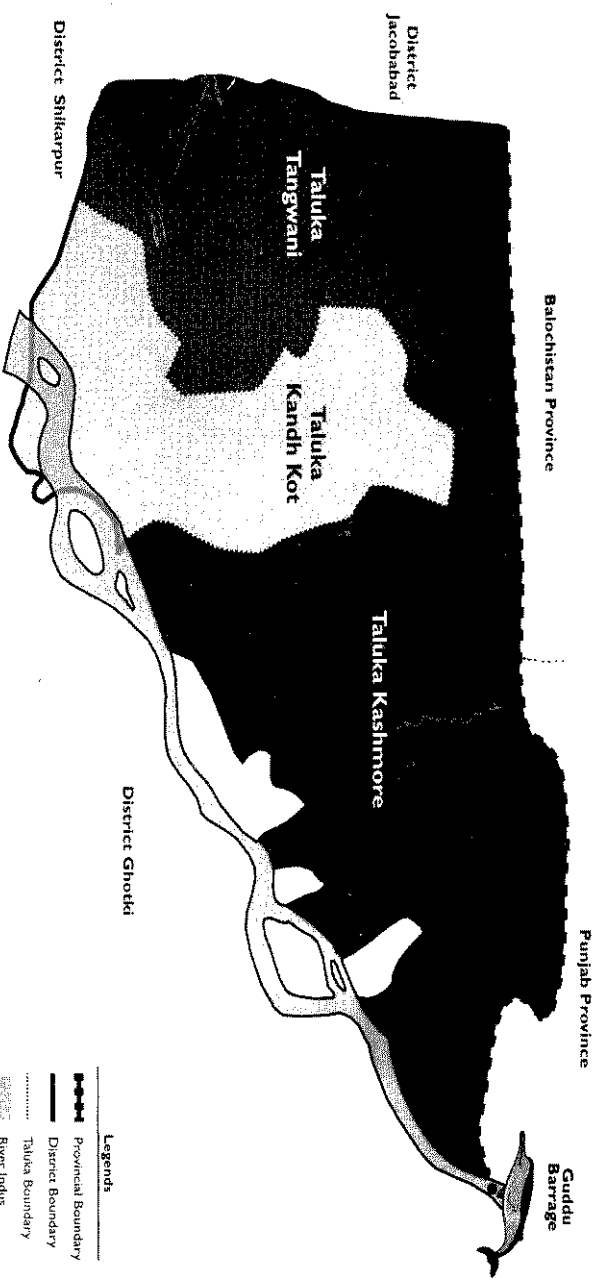 District
Jacobabad
Balochistan Province
Punjab Province
Guddu
Barrage
Taluka
Tangwani
Taluka
Kandh Kot
Taluka Kashmore
District Shikarpur
District Ghotki
Legends
Provincial Boundary
District Boundary
Taluka Boundary
River Indus